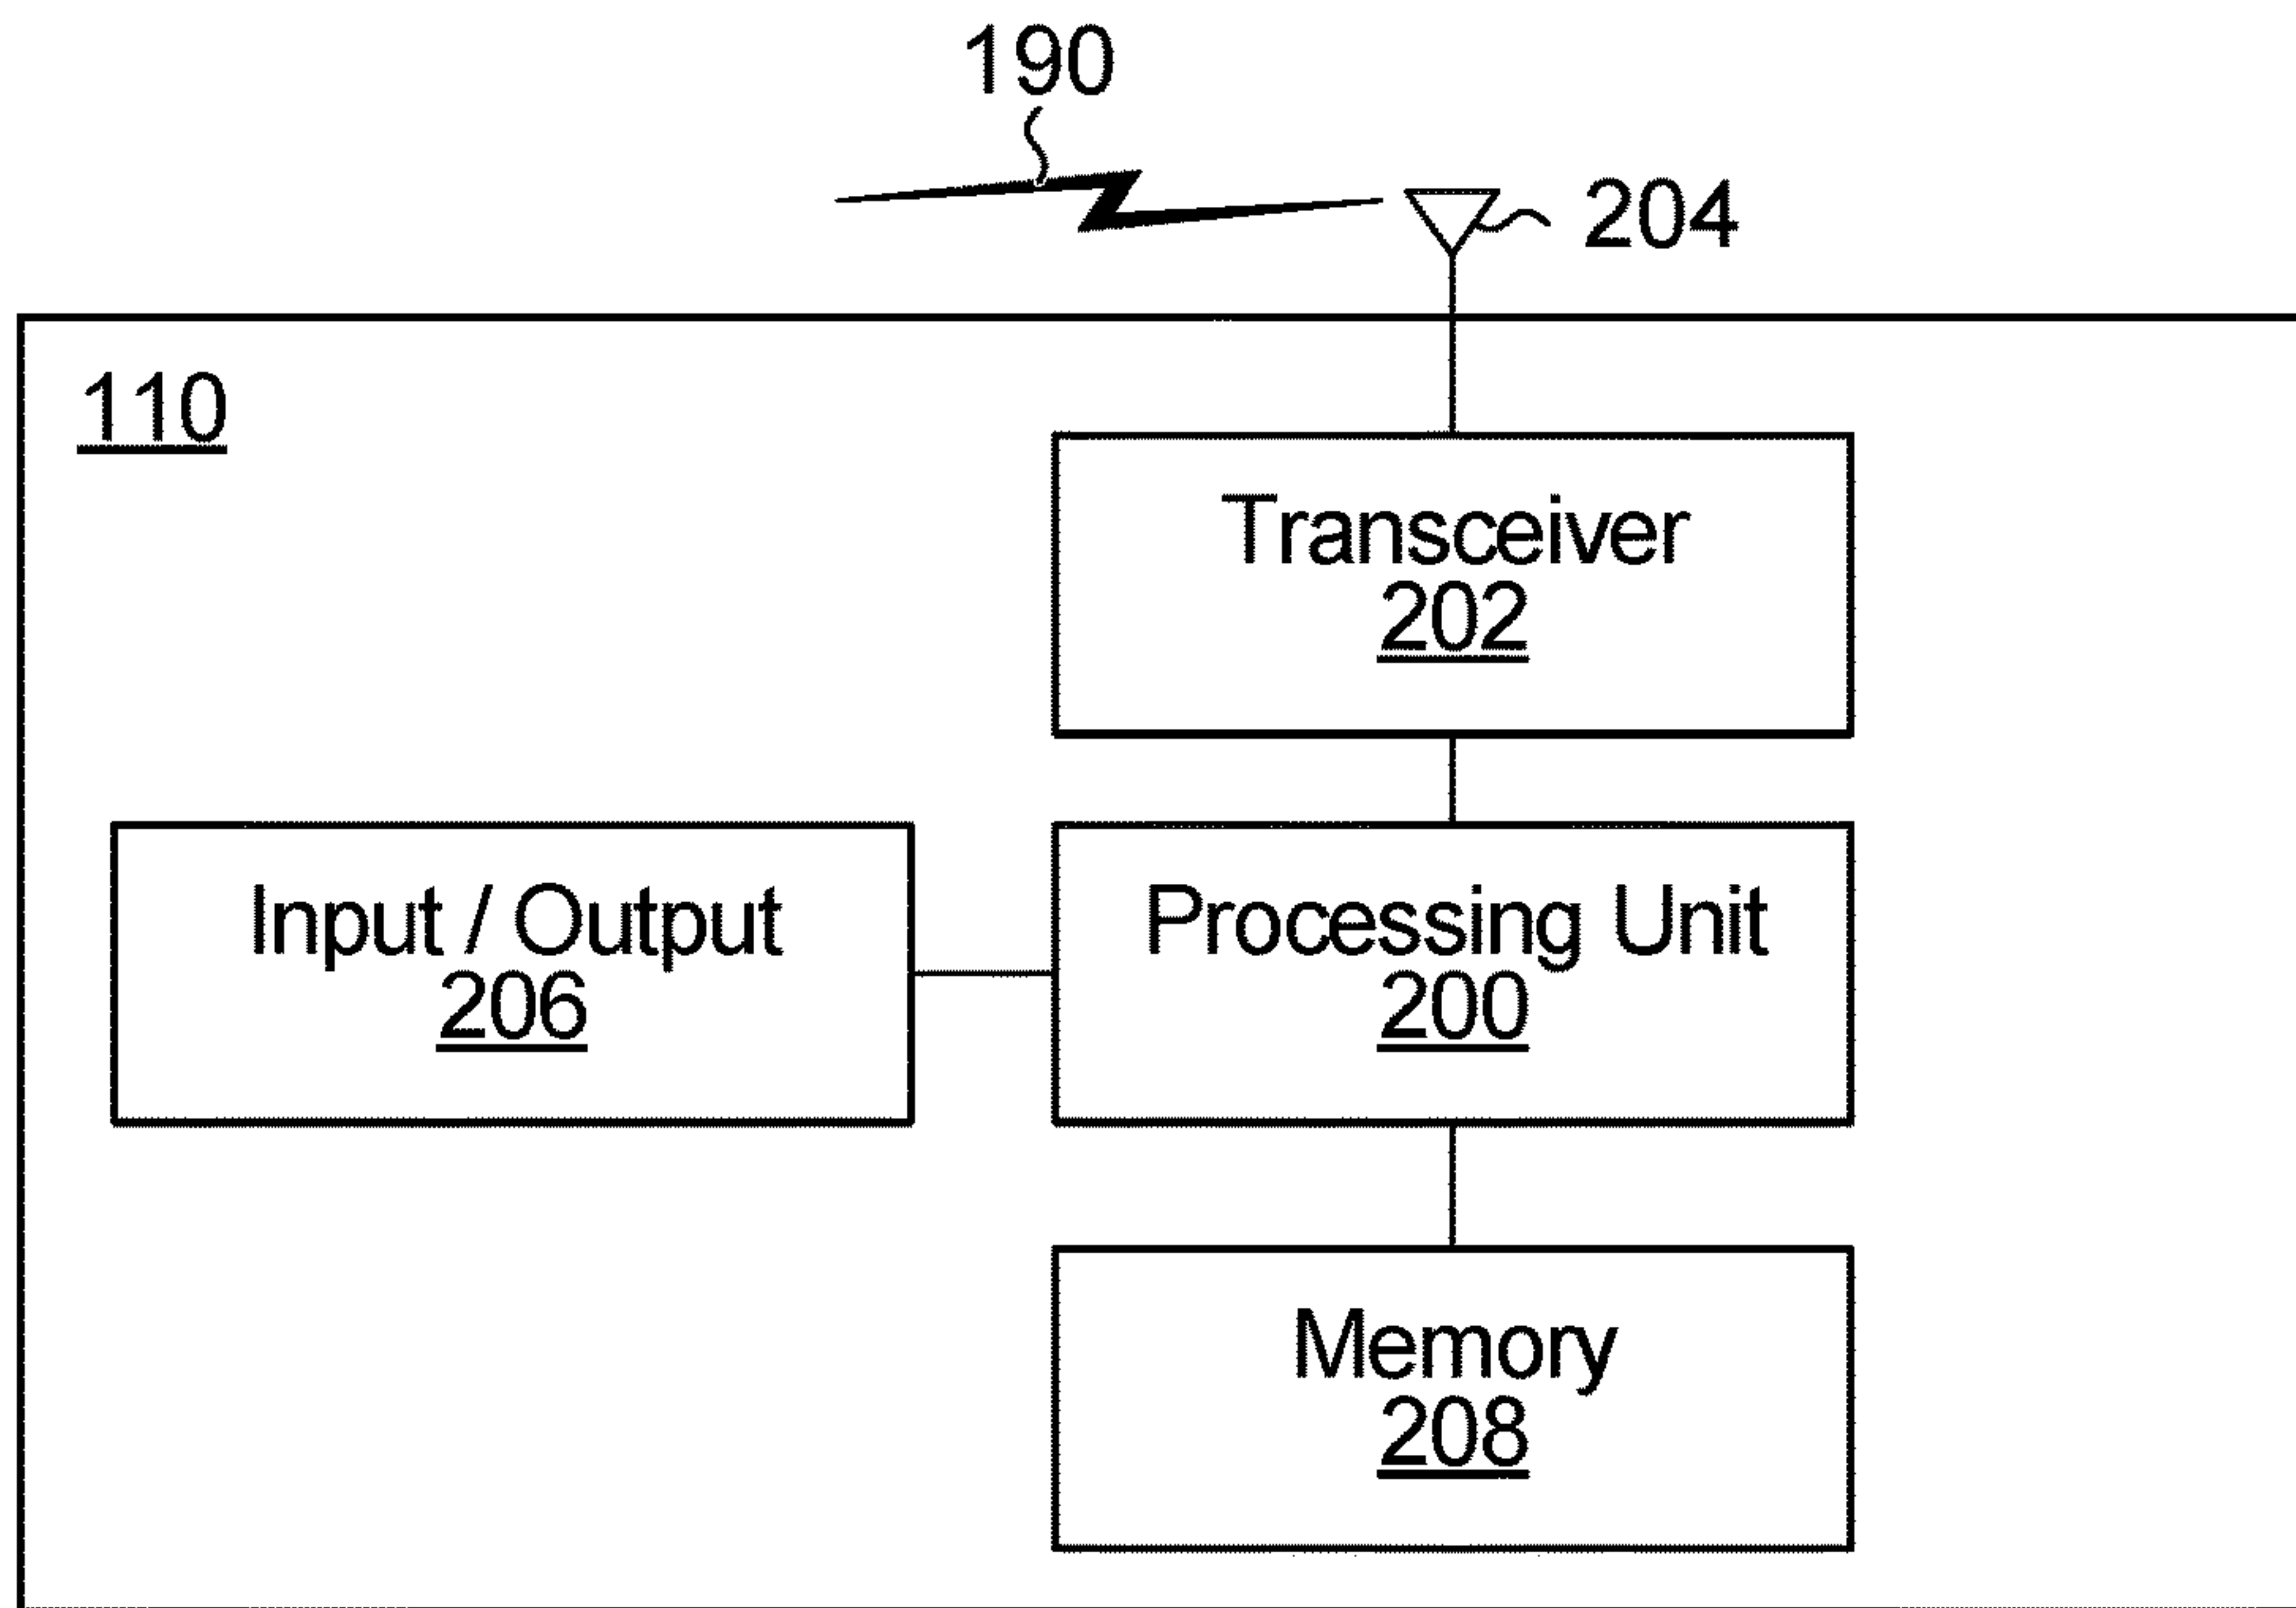 190
204
110
Transceiver
202
Input / Output
206
Processing Unit
200
Memory
208